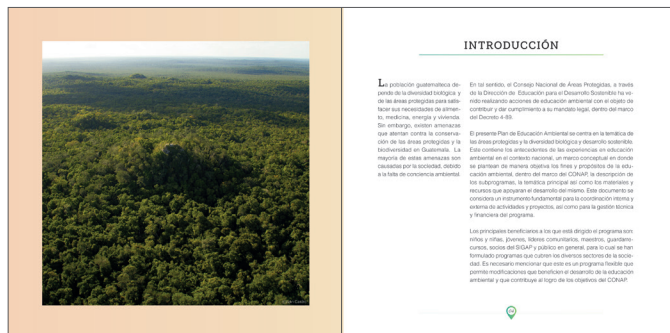 INTRODUCCIÓN
La población guatemalteca de-
pende de la diversidad biológica y
de las áreas protegidas para satis-
facer sus necesidades de alimen-
to, medicina, energía y vivienda.
Sin embargo, existen amenazas
que atentan contra la conserva-
ción de las áreas protegidas y la
biodiversidad en Guatemala. La
mayoría de estas amenazas son
causadas por la sociedad, debido
a la falta de conciencia ambiental.
En tal sentido, el Consejo Nacional de Áreas Protegidas, a través
de la Dirección de Educación para el Desarrollo Sostenible ha ve-
nido realizando acciones de educación ambiental con el objeto de
contribuir y dar cumplimiento a su mandato legal, dentro del marco
del Decreto 4-89.
El presente Plan de Educación Ambiental se centra en la temática de
las áreas protegidas y la diversidad biológica y desarrollo sostenible.
Este contiene los antecedentes de las experiencias en educación
ambiental en el contexto nacional, un marco conceptual en donde
se plantean de manera objetiva los fines y propósitos de la edu-
cación ambiental, dentro del marco del CONAP, la descripción de
los subprogramas, la temática principal así como los materiales y
recursos que apoyaran el desarrollo del mismo. Este documento se
considera un instrumento fundamental para la coordinación interna y
externa de actividades y proyectos, así como para la gestión técnica
y financiera del programa.
Los principales beneficiarios a los que está dirigido el programa son:
niños y niñas, jóvenes, líderes comunitarios, maestros, guardarre-
cursos, socios del SIGAP y público en general, para lo cual se han
formulado programas que cubren los diversos sectores de la socie-
dad. Es necesario mencionar que este es un programa flexible que
permite modificaciones que beneficien el desarrollo de la educación
ambiental y que contribuye al logro de los objetivos del CONAP.